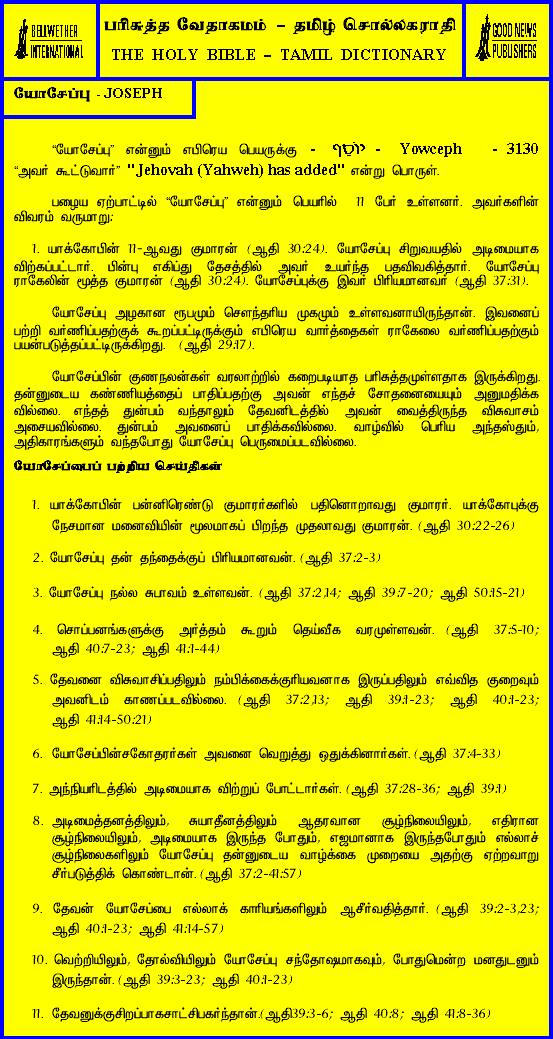 BELLWETHER
INTERNATIONAL
பரிசுத்த வேதாகமம் – தமிழ் சொல்லகராதி
THE HOLY BIBLE – TAMIL DICTIONARY
GOOD NEWS
PUBLISHERS
யோசேப்பு - JOSEPH
“யோசேப்பு” என்னும் எபிரெய பெயருக்கு - יוֹסֵף - Yowceph - 3130
“அவர் கூட்டுவார்” "Jehovah (Yahweh) has added" என்று பொருள்.
பழைய ஏற்பாட்டில் “யோசேப்பு” என்னும் பெயரில் 11 பேர் உள்ளனர். அவர்களின்
விவரம் வருமாறு:
1. யாக்கோபின் 11-ஆவது குமாரன் (ஆதி 30:24). யோசேப்பு சிறுவயதில் அடிமையாக
விற்கப்பட்டார். பின்பு எகிப்து தேசத்தில் அவர் உயர்ந்த பதவிவகித்தார். யோசேப்பு
ராகேலின் மூத்த குமாரன் (ஆதி 30:24). யோசேப்புக்கு இவர் பிரியமானவர் (ஆதி 37:31).
யோசேப்பு அழகான ரூபமும் சௌந்தரிய முகமும் உள்ளவனாயிருந்தான். இவனைப்
பற்றி வர்ணிப்பதற்குக் கூறப்பட்டிருக்கும் எபிரெய வார்த்தைகள் ராகேலை வர்ணிப்பதற்கும்
பயன்படுத்தப்பட்டிருக்கிறது. (ஆதி 29:17).
யோசேப்பின் குணநலன்கள் வரலாற்றில் கறைபடியாத பரிசுத்தமுள்ளதாக இருக்கிறது.
தன்னுடைய கண்ணியத்தைப் பாதிப்பதற்கு அவன் எந்தச் சோதனையையும் அனுமதிக்க
வில்லை. எந்தத் துன்பம் வந்தாலும் தேவனிடத்தில் அவன் வைத்திருந்த விசுவாசம்
அசையவில்லை. துன்பம் அவனைப் பாதிக்கவில்லை. வாழ்வில் பெரிய அந்தஸ்தும்,
அதிகாரங்களும் வந்தபோது யோசேப்பு பெருமைப்படவில்லை.
யோசேப்பைப் பற்றிய செய்திகள்
1. யாக்கோபின் பன்னிரெண்டு குமாரர்களில் பதினொறாவது குமாரர். யாக்கோபுக்கு
நேசமான மனைவியின் மூலமாகப் பிறந்த முதலாவது குமாரன். (ஆதி 30:22-26)
2. யோசேப்பு தன் தந்தைக்குப் பிரியமானவன். (ஆதி 37:2-3)
3. யோசேப்பு நல்ல சுபாவம் உள்ளவன். (ஆதி 37:2,14; ஆதி 39:7-20; ஆதி 50:15-21)
4. சொப்பனங்களுக்கு அர்த்தம் கூறும் தெய்வீக வரமுள்ளவன். (ஆதி 37:5-10;
ஆதி 40:7-23; ஆதி 41:1-44)
5. தேவனை விசுவாசிப்பதிலும் நம்பிக்கைக்குரியவனாக இருப்பதிலும் எவ்வித குறைவும்
அவனிடம் காணப்படவில்லை. (ஆதி 37:2,13; ஆதி 39:1-23; ஆதி 40:1-23;
ஆதி 41:14-50:21)
6. யோசேப்பின்சகோதரர்கள் அவனை வெறுத்து ஒதுக்கினார்கள். (ஆதி 37:4-33)
7. அந்நியரிடத்தில் அடிமையாக விற்றுப் போட்டார்கள். (ஆதி 37:28-36; ஆதி 39:1)
8. அடிமைத்தனத்திலும், சுயாதீனத்திலும் ஆதரவான சூழ்நிலையிலும், எதிரான
சூழ்நிலையிலும், அடிமையாக இருந்த போதும், எஜமானாக இருந்தபோதும் எல்லாச்
சூழ்நிலைகளிலும் யோசேப்பு தன்னுடைய வாழ்க்கை முறையை அதற்கு ஏற்றவாறு
சீர்படுத்திக் கொண்டான். (ஆதி 37:2-41:57)
9. தேவன் யோசேப்பை எல்லாக் காரியங்களிலும் ஆசீர்வதித்தார். (ஆதி 39:2-3,23;
ஆதி 40:1-23; ஆதி 41:14-57)
10. வெற்றியிலும், தோல்வியிலும் யோசேப்பு சந்தோஷமாகவும், போதுமென்ற மனதுடனும்
இருந்தான். (ஆதி 39:3-23; ஆதி 40:1-23)
11. தேவனுக்குசிறப்பாகசாட்சிபகர்ந்தான்.(ஆதி39:3-6; ஆதி 40:8; ஆதி 41:8-36)